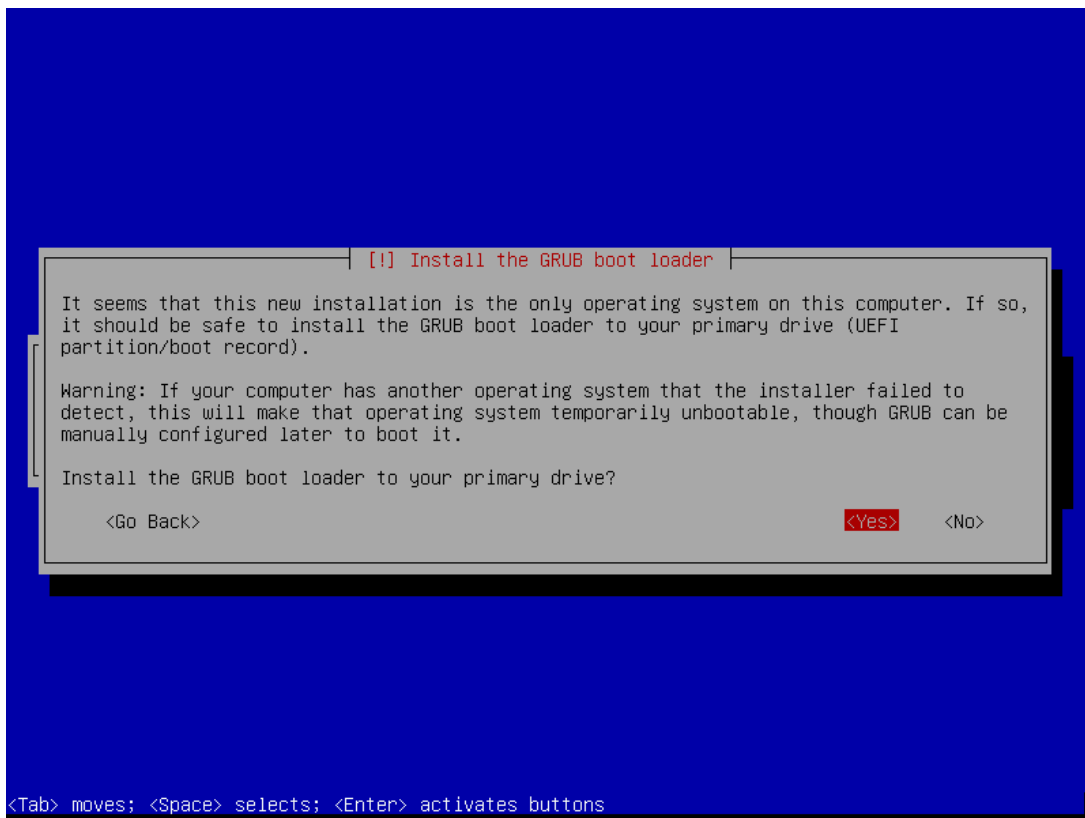 [!] Install the GRUB boot loader
It seems that this new installation is the only operating system on this computer. If so,
it should be safe to install the GRUB boot loader to your primary drive (UEFI
partition/boot record).
Warning: If your computer has another operating system that the installer failed to
detect, this will make that operating system temporarily unbootable, though GRUB can be
manually configured later to boot it.
Install the GRUB boot loader to your primary drive?
<Go Back> <Yes> <No>
<Tab> moves; <Space> selects; <Enter> activates buttons